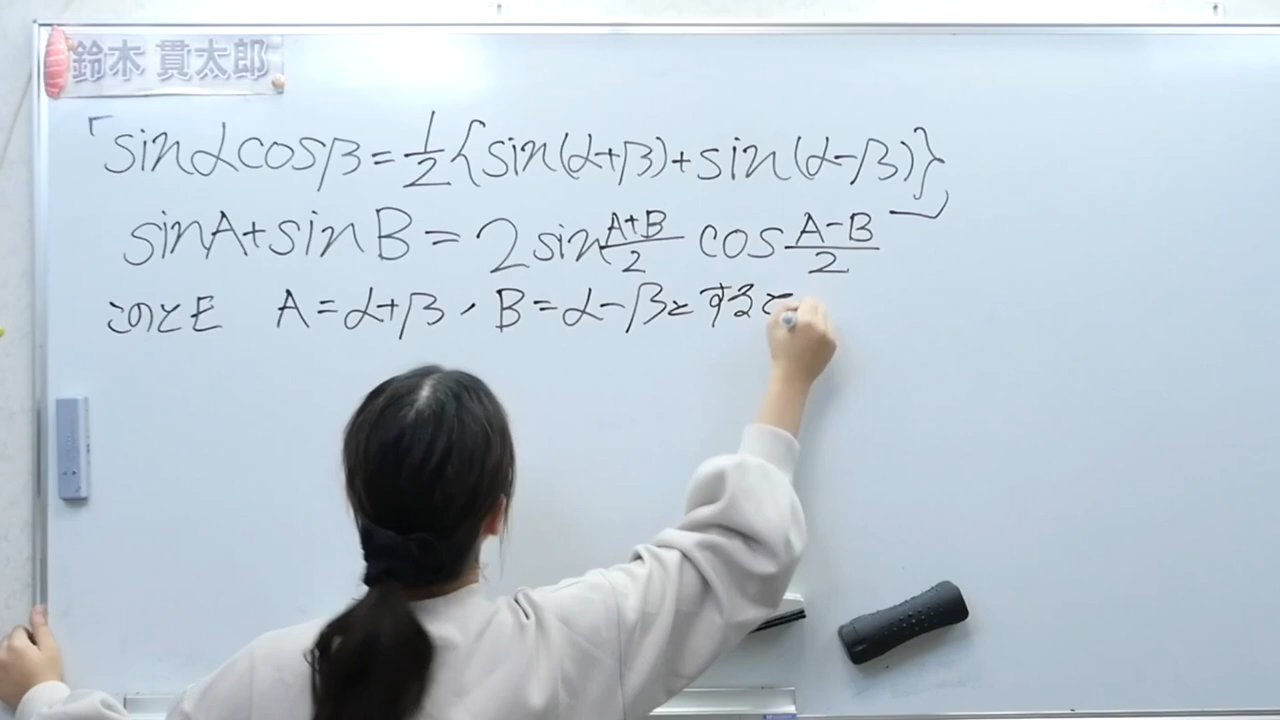 鈴木 貫太郎
「sinαcosβ=1/2{sin(α+β)+sin(α-β)}
sinA+sinB=2sin(A+B)/2 cos(A-B)/2」
このとき A=α+β, B=α-βとすると